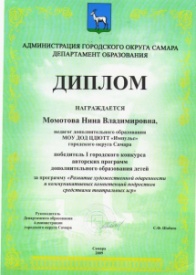 АДМИНИСТРАЦИЯ ГОРОДСКОГО ОКРУГА САМАРА
ДЕПАРТАМЕНТ ОБРАЗОВАНИЯ
ДИПЛОМ
НАГРАЖДАЕТСЯ
Момотова Нина Владимировна,
педагог дополнительного образования
МОУ ДОД ЦДЮТТ «Импульс»
городского округа Самара
победитель I городского конкурса
авторских программ
дополнительного образования детей
за программу «Развитие художественной одаренности
и коммуникативных компетенций подростков
средствами театральных игр»
Руководитель
Департамента образования
Администрации
городского округа Самара
Самара
2009